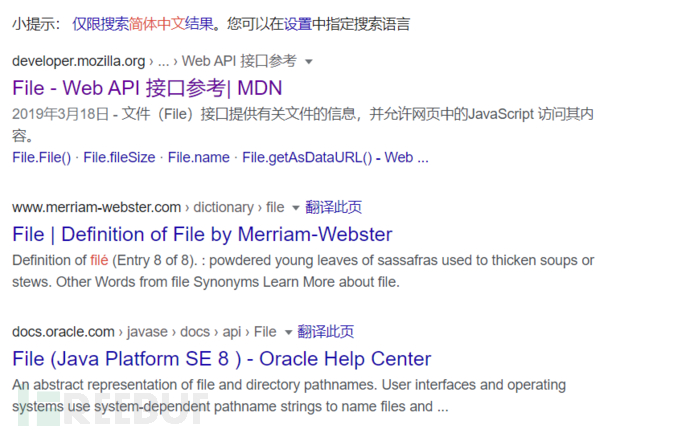 小提示： 仅限搜索简体中文结果。您可以在设置中指定搜索语言
developer.mozilla.org › ... › Web API 接口参考
File - Web API 接口参考| MDN
2019年3月18日 - 文件（File）接口提供有关文件的信息，并允许网页中的JavaScript 访问其内
容。
File.File() · File.fileSize · File.name · File.getAsDataURL() - Web ...
www.merriam-webster.com › dictionary › file 翻译此页
File | Definition of File by Merriam-Webster
Definition of filé (Entry 8 of 8). : powdered young leaves of sassafras used to thicken soups or
stews. Other Words from file Synonyms Learn More about file.
docs.oracle.com › javase › docs › api › File 翻译此页
File (Java Platform SE 8 ) - Oracle Help Center
An abstract representation of file and directory pathnames. User interfaces and operating
systems use system-dependent pathname strings to name files and ...
REEBUF